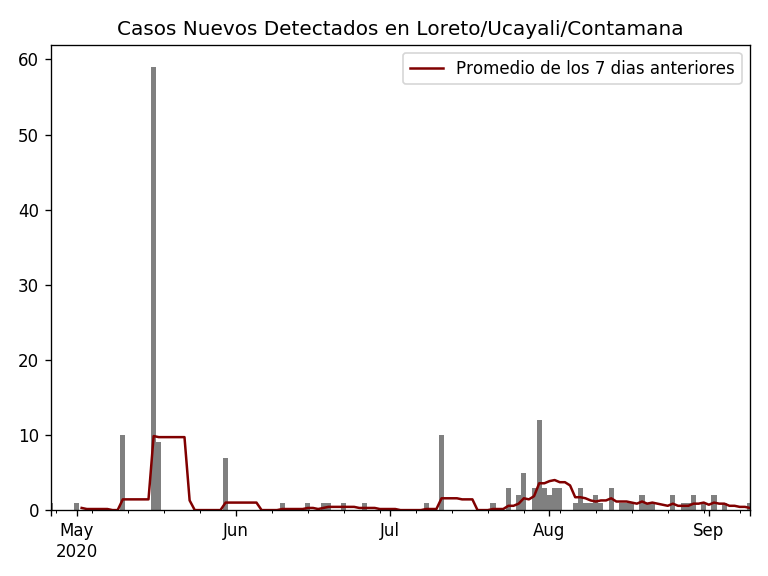 Casos Nuevos Detectados en Loreto/Ucayali/Contamana
Promedio de los 7 dias anteriores
60
50
40
30
20
10
0
May Jun Jul Aug Sep
2020